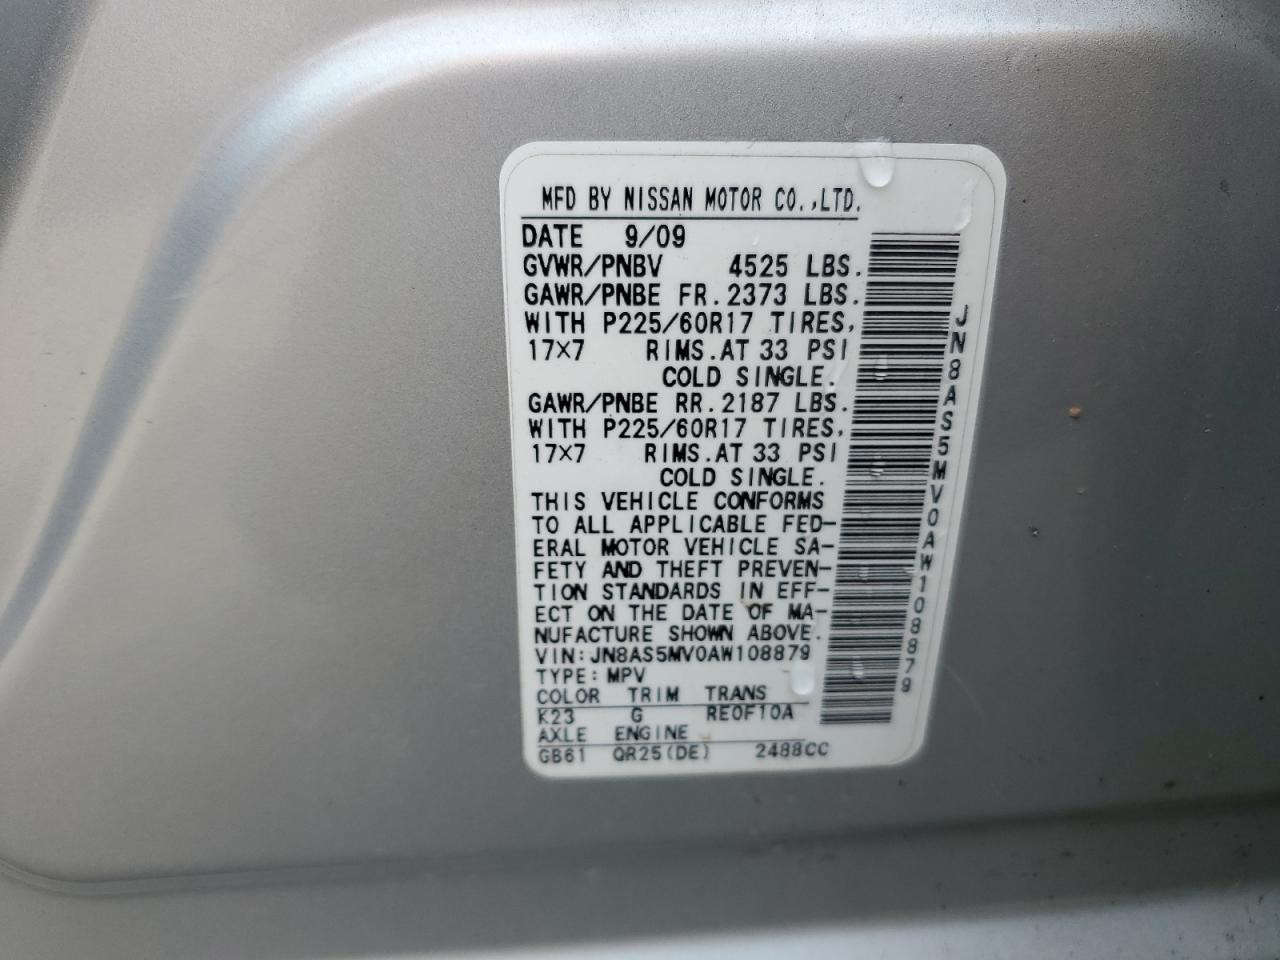 MFD BY NISSAN MOTOR CO.,LTD.
DATE 9/09
GVWR/PNBV 4525 LBS.
GAWR/PNBE FR.2373 LBS.
WITH P225/60R17 TIRES,
17×7 RIMS.AT 33 PSI
COLD SINGLE.
GAWR/PNBE RR.2187 LBS.
WITH P225/60R17 TIRES,
17×7 RIMS.AT 33 PSI
COLD SINGLE.
THIS VEHICLE CONFORMS
TO ALL APPLICABLE FED-
ERAL MOTOR VEHICLE SA-
FETY AND THEFT PREVEN-
TION STANDARDS IN EFF-
ECT ON THE DATE OF MA-
NUFACTURE SHOWN ABOVE.
VIN:JN8AS5MV0AW108879
TYPE:MPV
COLOR TRIM TRANS
K23 G RE0F10A
AXLE ENGINE
GB61 QR25(DE) 2488CC
JN8AS5MV0AW108879